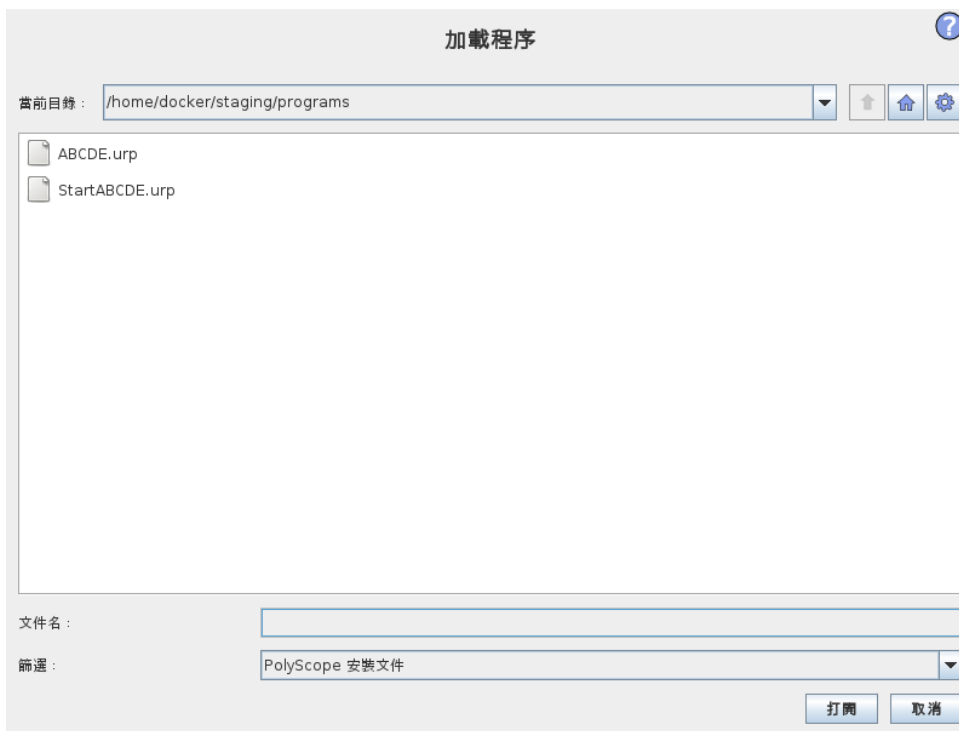 加載程序
?
當前目錄：
/home/docker/staging/programs
ABCDE.urp
StartABCDE.urp
文件名：
篩選：
PolyScope 安裝文件
打開 取消